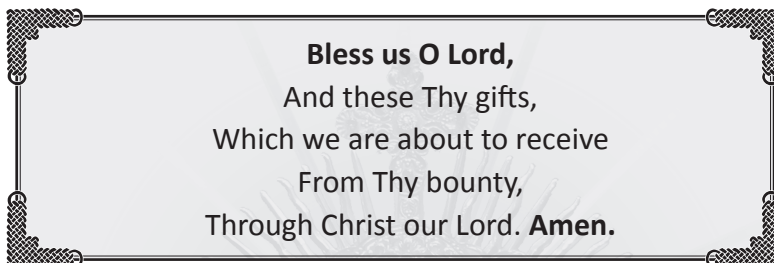 Bless us O Lord,
And these Thy gifts,
Which we are about to receive
From Thy bounty,
Through Christ our Lord. Amen.